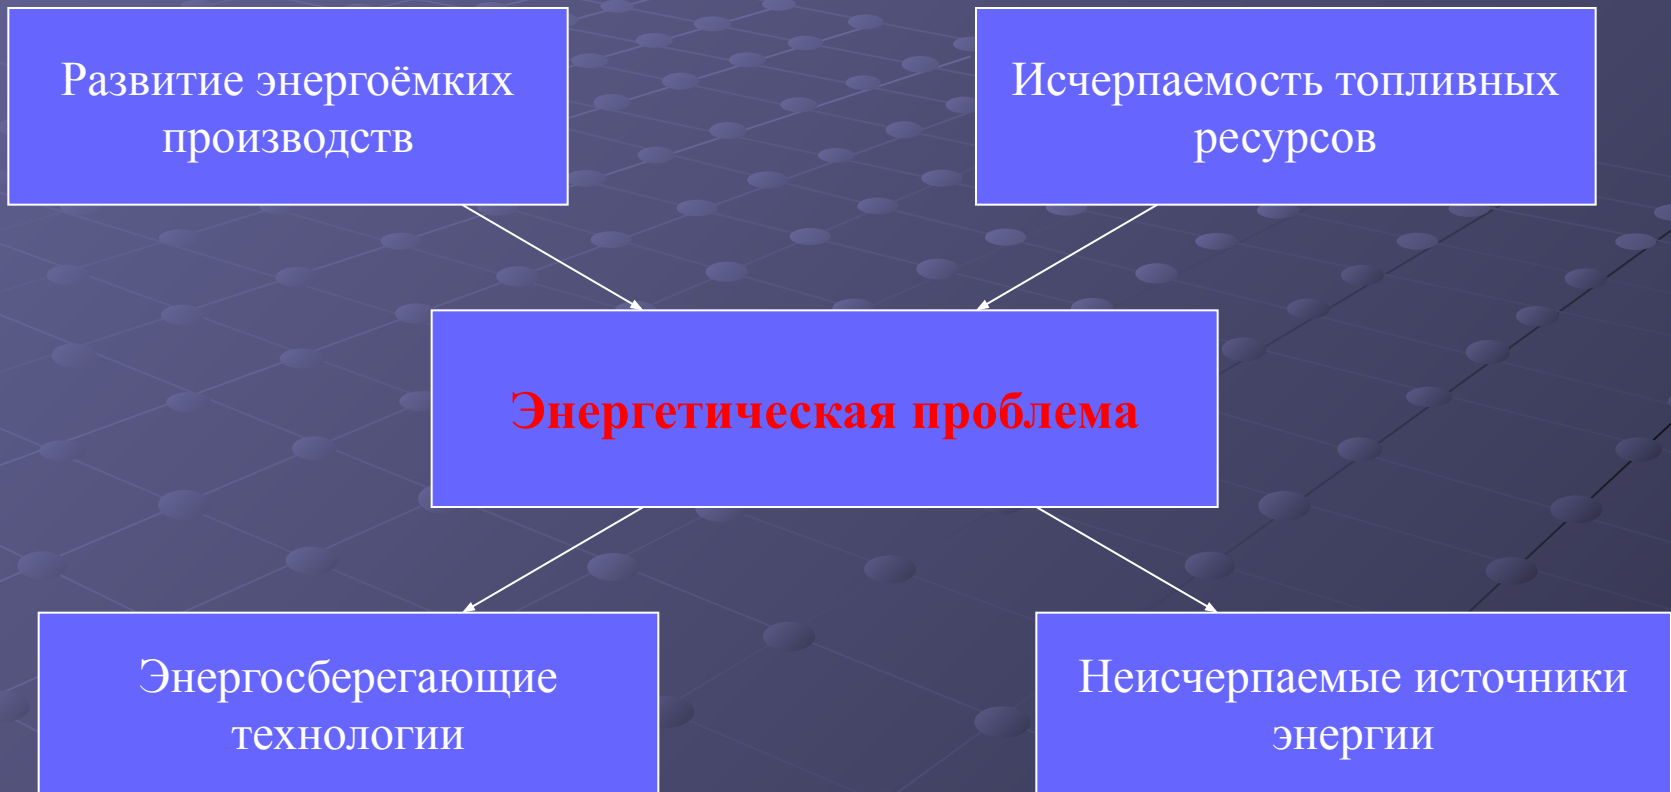 Развитие энергоёмких
производств
Исчерпаемость топливных
ресурсов
Энергетическая проблема
Энергосберегающие
технологии
Неисчерпаемые источники
энергии